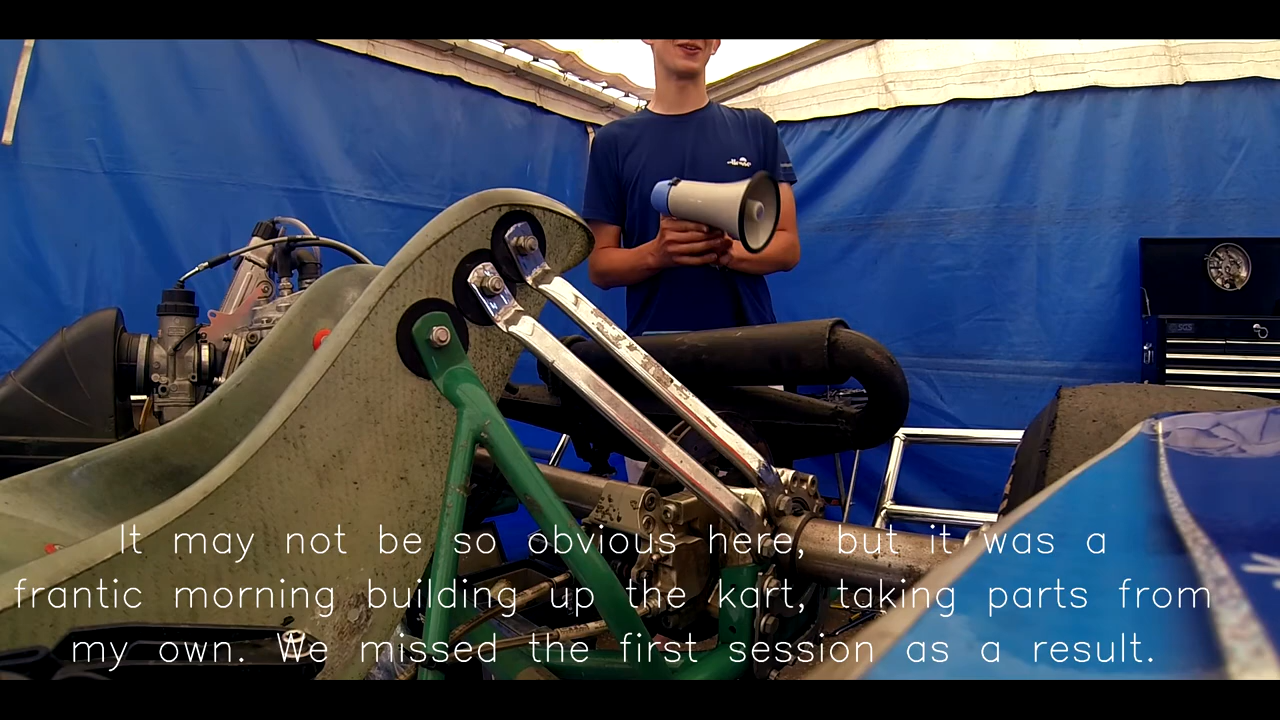 SGS
It may not be so obvious here, but it was a
frantic morning building up the kart, taking parts from
my own. We missed the first session as a result.